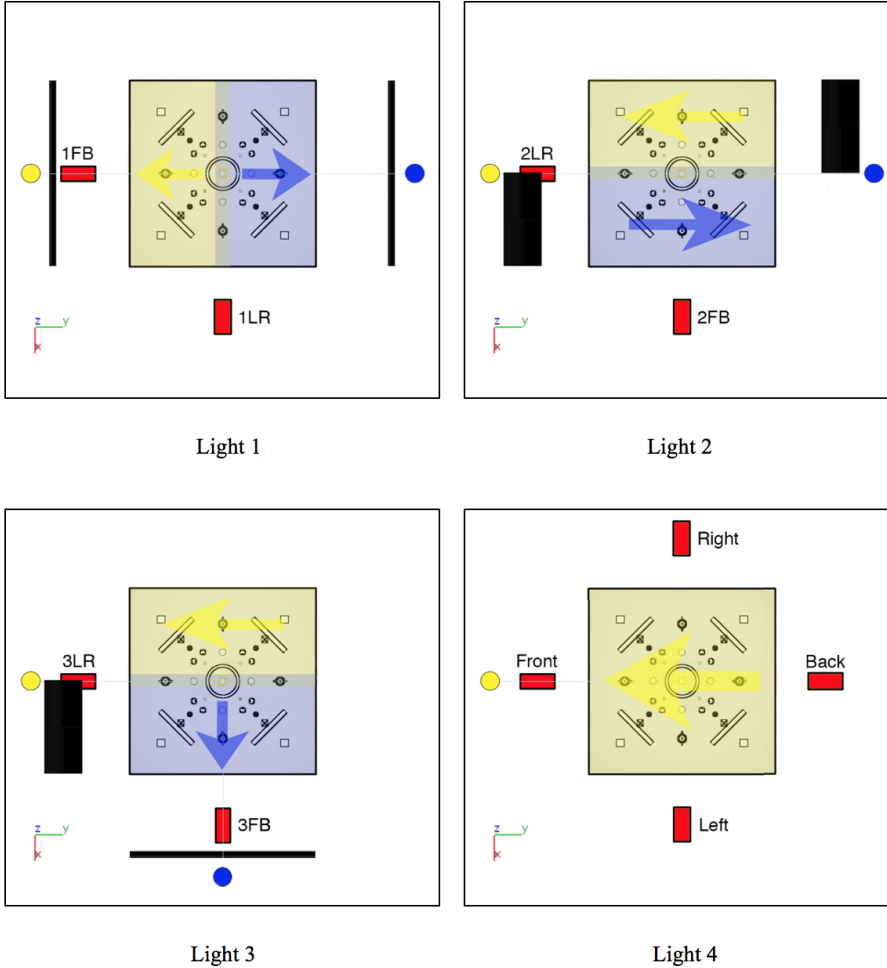 1FB
1LR
z y
x
Light 1
2LR
2FB
z y
x
Light 2
3LR
3FB
z y
x
Light 3
Right
Front
Back
Left
z y
x
Light 4